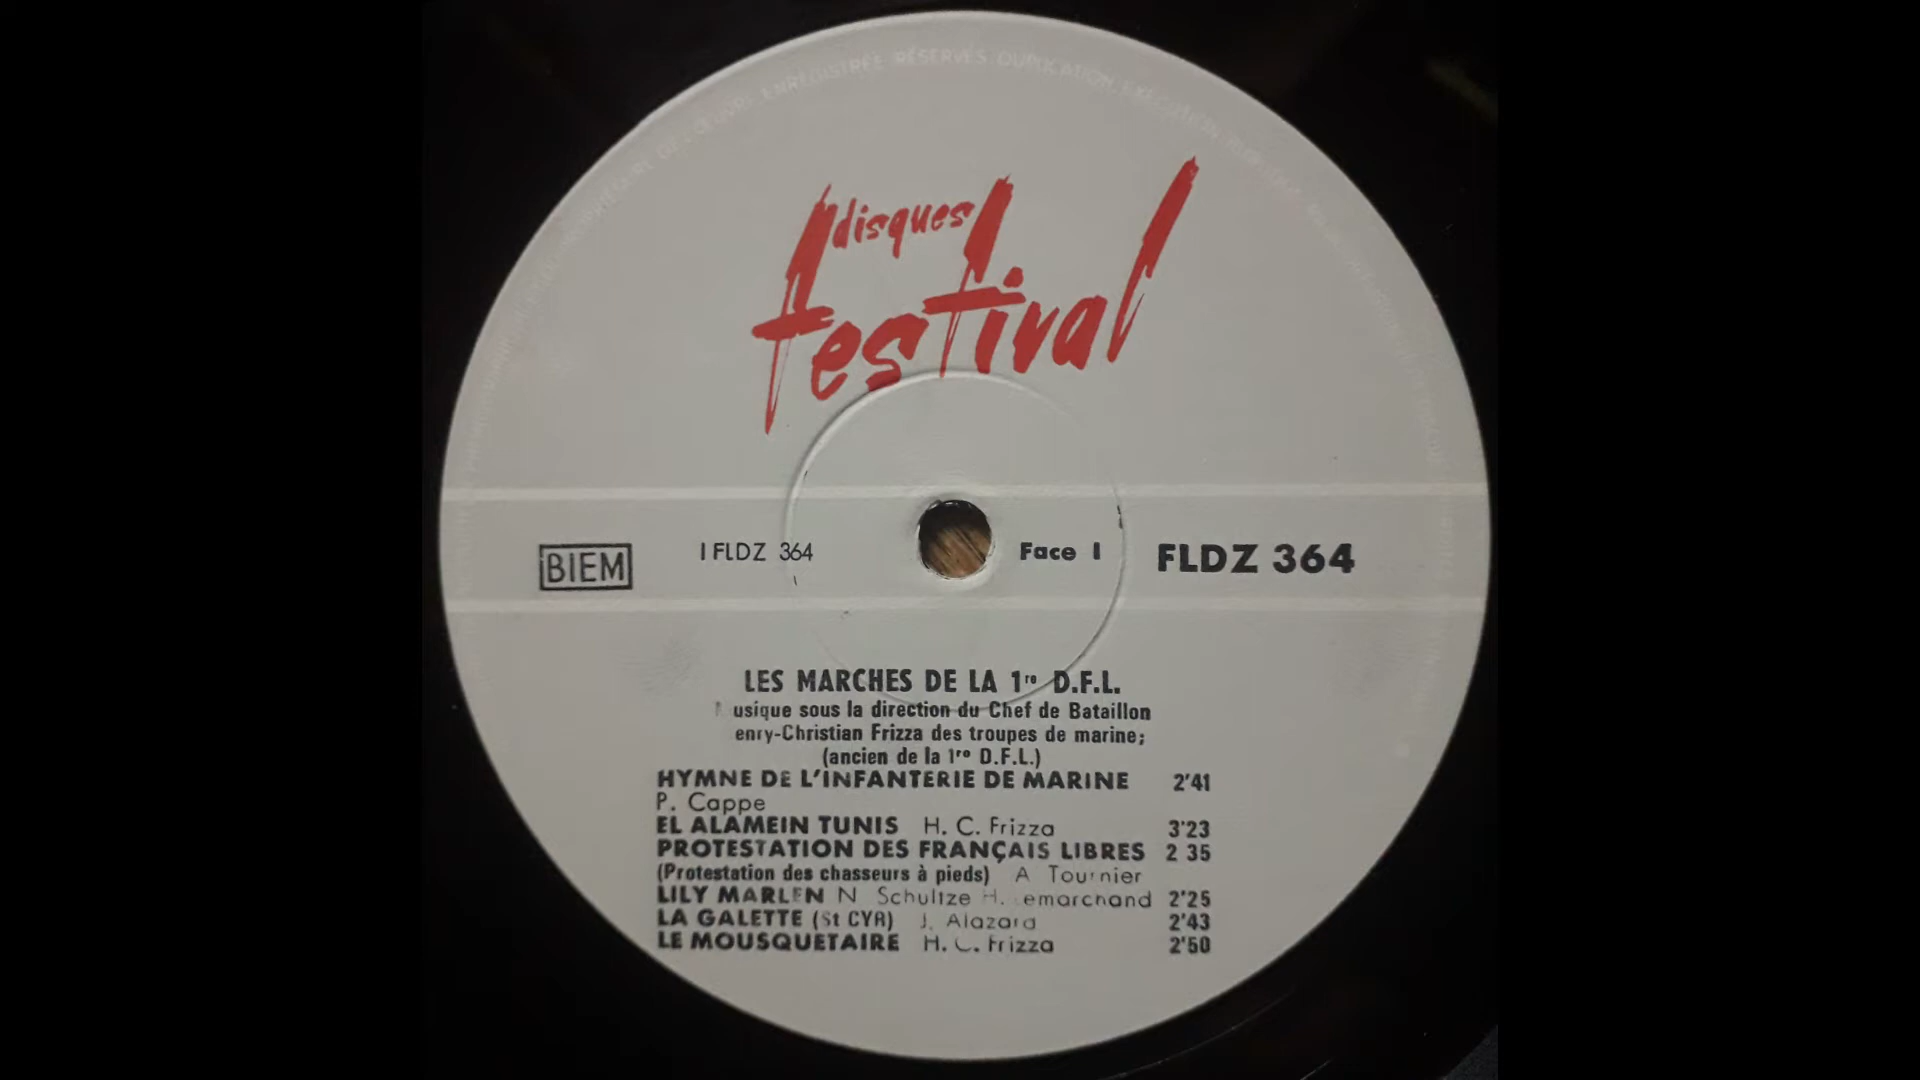 RÉSERVÉS DUPLICATION
disques
festival
BIEM
I FLDZ 364
Face I
FLDZ 364
LES MARCHES DE LA 1re D.F.L.
usique sous la direction du Chef de Bataillon
enry-Christian Frizza des troupes de marine;
(ancien de la 1re D.F.L.)
HYMNE DE L'INFANTERIE DE MARINE 2'41
P. Cappe
EL ALAMEIN TUNIS H. C. Frizza 3'23
PROTESTATION DES FRANÇAIS LIBRES 2 35
(Protestation des chasseurs à pieds) A Tournier
LILY MARLEN N Schultze H. emarchand 2'25
LA GALETTE (St CYR) J. Alazard 2'43
LE MOUSQUETAIRE H. C. Frizza 2'50